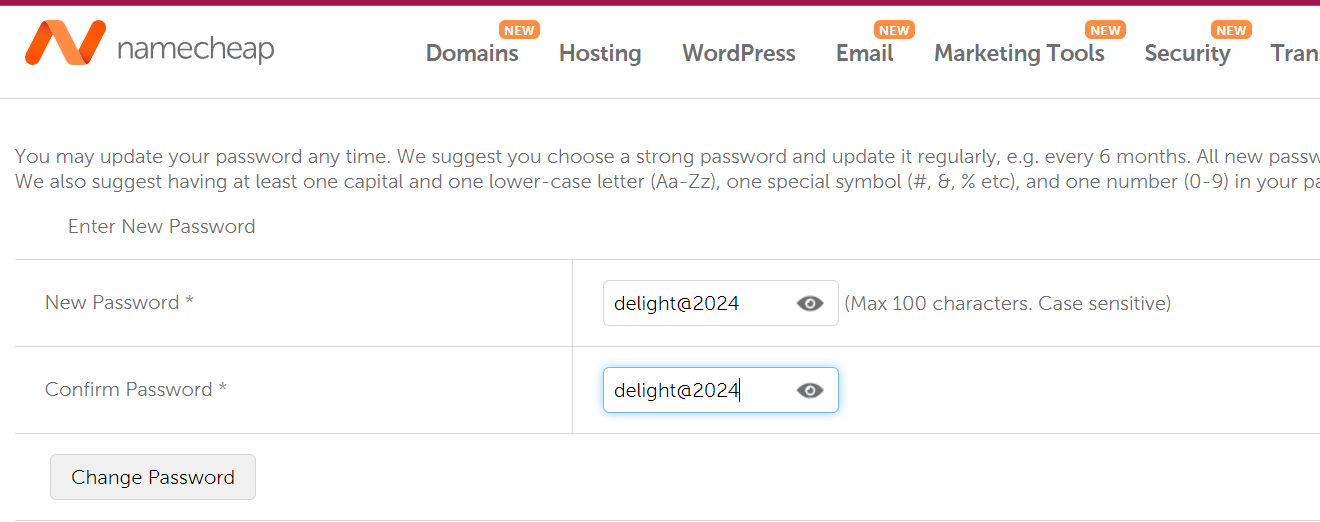 NEW NEW NEW NEW
namecheap Domains Hosting WordPress Email Marketing Tools Security
You may update your password any time. We suggest you choose a strong password and update it regularly, e.g. every 6 months. All new
We also suggest having at least one capital and one lower-case letter (Aa-Zz), one special symbol (#, &, % etc), and one number (0-9) in your
Enter New Password
New Password * delight@2024 (Max 100 characters. Case sensitive)
Confirm Password * delight@2024
Change Password